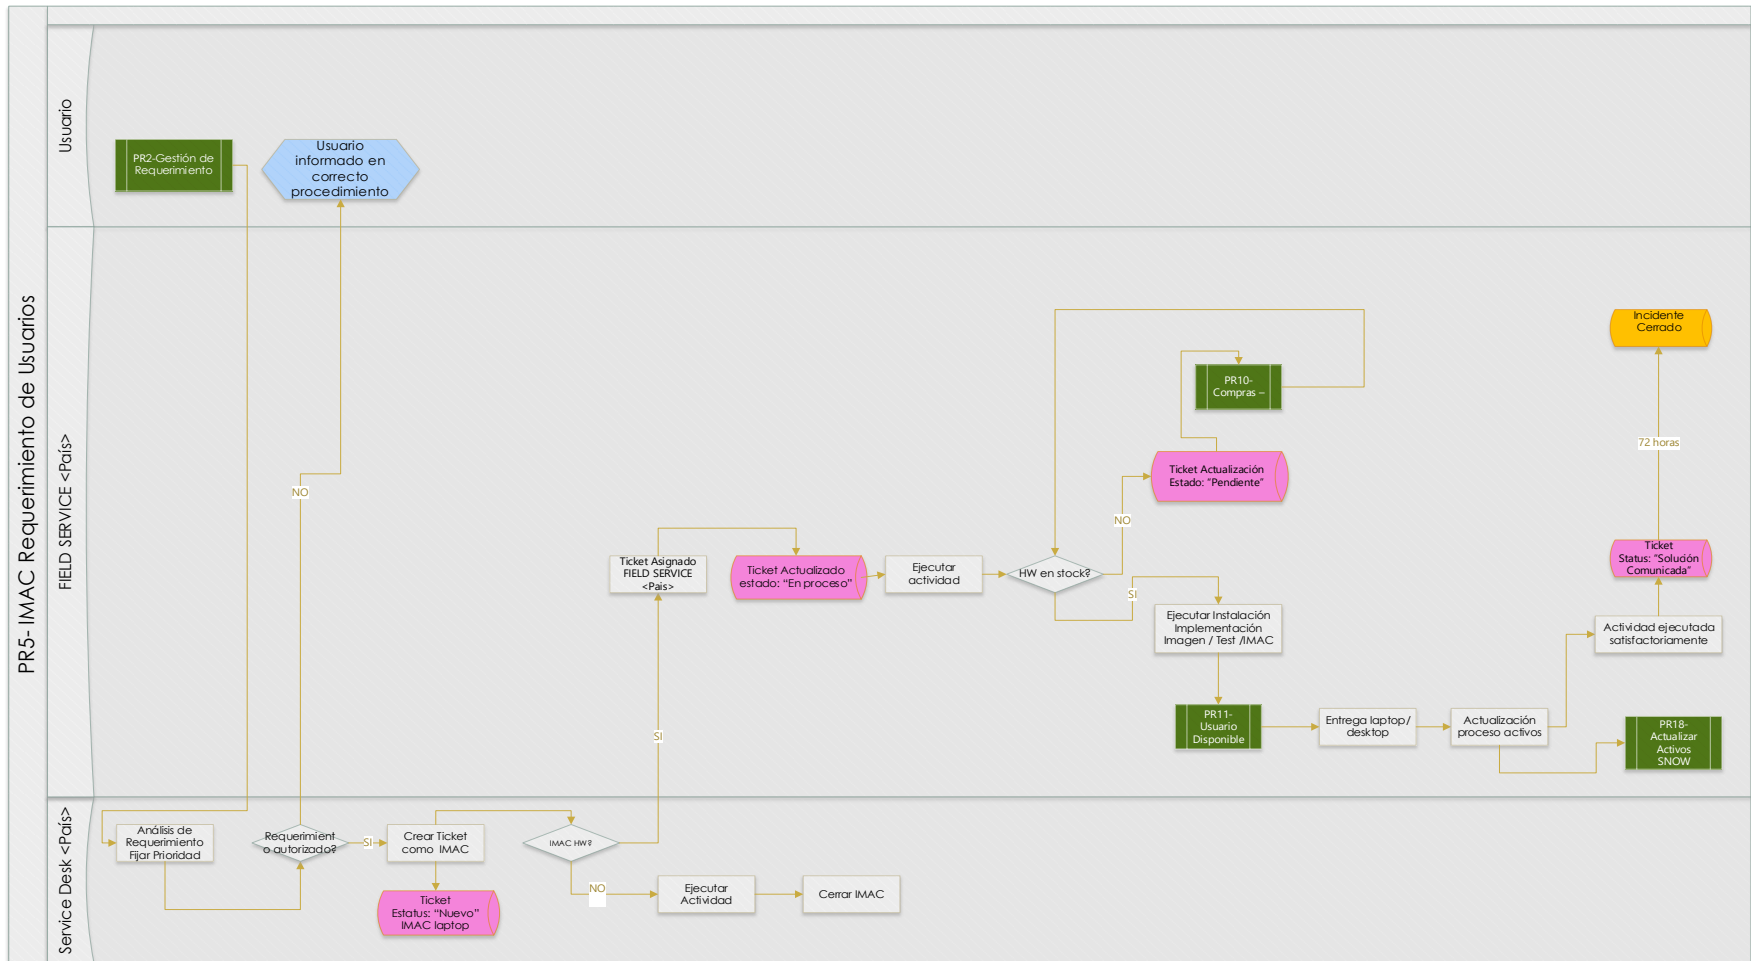 PR5- IMAC Requerimiento de Usuarios
Usuario
PR2-Gestión de
Requerimiento
Usuario
informado en
correcto
procedimiento
FIELD SERVICE <País>
NO
Ticket Asignado
FIELD SERVICE
<Pais>
SI
Ticket Actualizado
estado: “En proceso”
Ejecutar
actividad
HW en stock?
NO
SI
Ticket Actualización
Estado: “Pendiente”
PR10-
Compras –
Ejecutar Instalación
Implementación
Imagen / Test /IMAC
PR11-
Usuario
Disponible
Entrega laptop/
desktop
Actualización
proceso activos
PR18-
Actualizar
Activos
SNOW
Actividad ejecutada
satisfactoriamente
Ticket
Status: “Solución
Comunicada”
72 horas
Incidente
Cerrado
Service Desk <País>
Análisis de
Requerimiento
Fijar Prioridad
Requerimient
o autorizado?
SI
Crear Ticket
como IMAC
Ticket
Estatus: “Nuevo”
IMAC laptop
IMAC HW?
NO
Ejecutar
Actividad
Cerrar IMAC